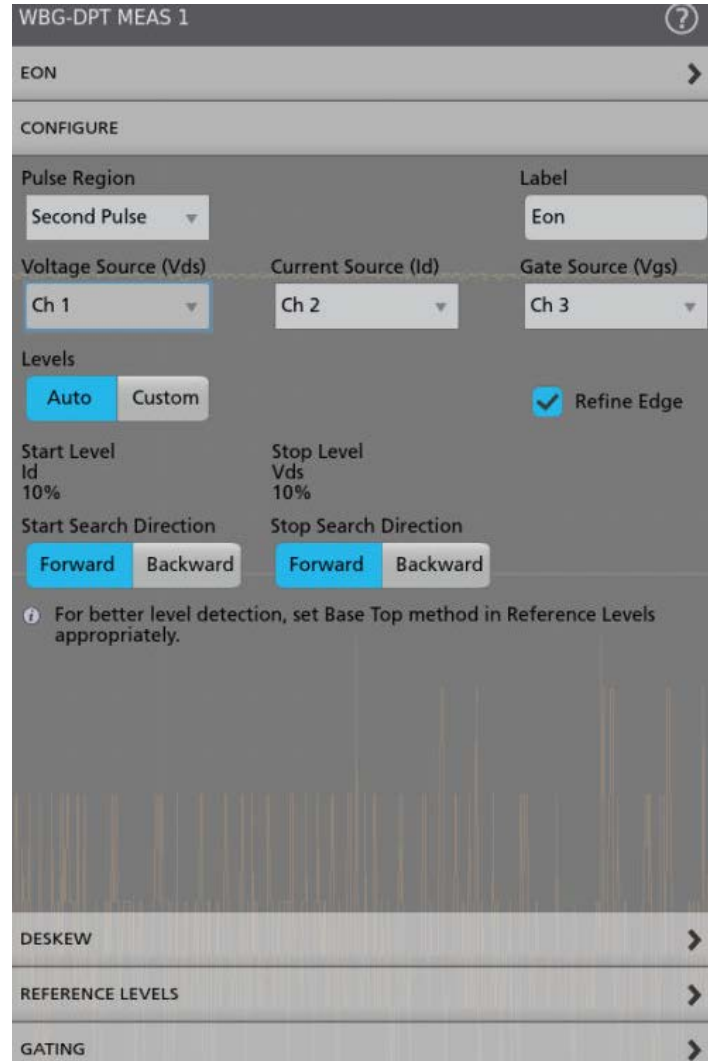 WBG-DPT MEAS 1 ?
EON
CONFIGURE
Pulse Region Label
Second Pulse Eon
Voltage Source (Vds) Current Source (Id) Gate Source (Vgs)
Ch 1 Ch 2 Ch 3
Levels
Auto Custom Refine Edge
Start Level Stop Level
Id Vds
10% 10%
Start Search Direction Stop Search Direction
Forward Backward Forward Backward
i For better level detection, set Base Top method in Reference Levels
appropriately.
DESKEW
REFERENCE LEVELS
GATING